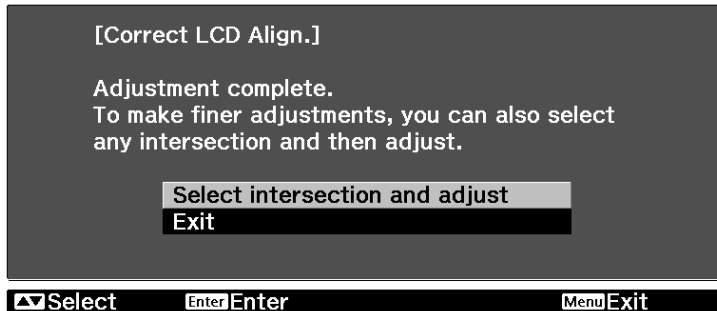 [Correct LCD Align.]
Adjustment complete.
To make finer adjustments, you can also select
any intersection and then adjust.
Select intersection and adjust
Exit
Select Enter Enter Menu Exit